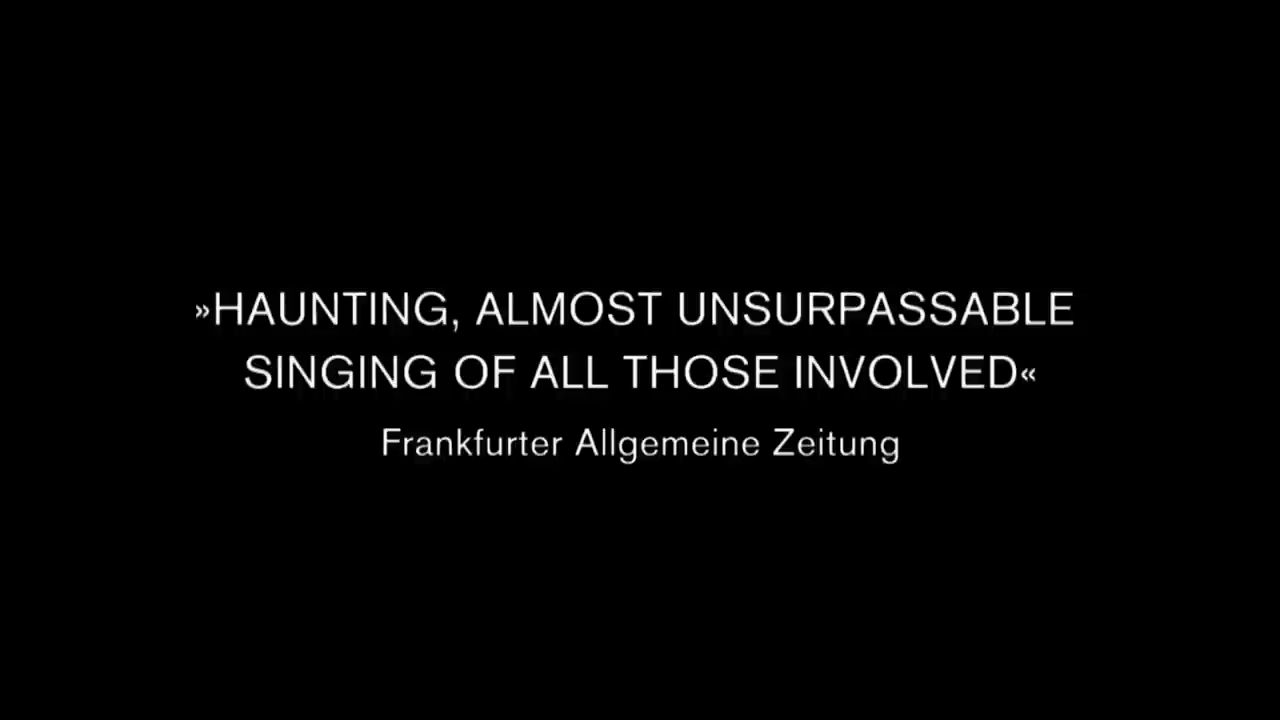 »HAUNTING, ALMOST UNSURPASSABLE
SINGING OF ALL THOSE INVOLVED«
Frankfurter Allgemeine Zeitung